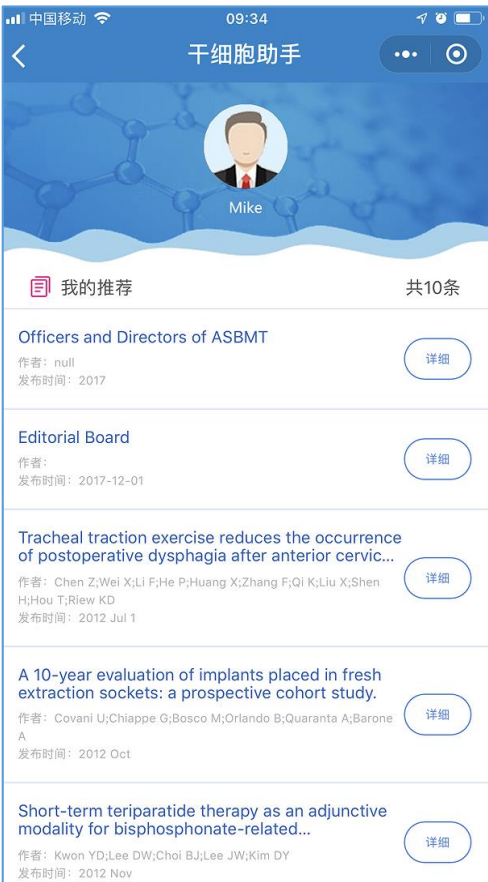 中国移动 09:34
干细胞助手
Mike
我的推荐 共10条
Officers and Directors of ASBMT
作者：null
发布时间：2017
详细
Editorial Board
作者：
发布时间：2017-12-01
详细
Tracheal traction exercise reduces the occurrence
of postoperative dysphagia after anterior cervic...
作者：Chen Z;Wei X;Li F;He P;Huang X;Zhang F;Qi K;Liu X;Shen
H;Hou T;Riew KD
发布时间：2012 Jul 1
详细
A 10-year evaluation of implants placed in fresh
extraction sockets: a prospective cohort study.
作者：Covani U;Chiappe G;Bosco M;Orlando B;Quaranta A;Barone
A
发布时间：2012 Oct
详细
Short-term teriparatide therapy as an adjunctive
modality for bisphosphonate-related...
作者：Kwon YD;Lee DW;Choi BJ;Lee JW;Kim DY
发布时间：2012 Nov
详细